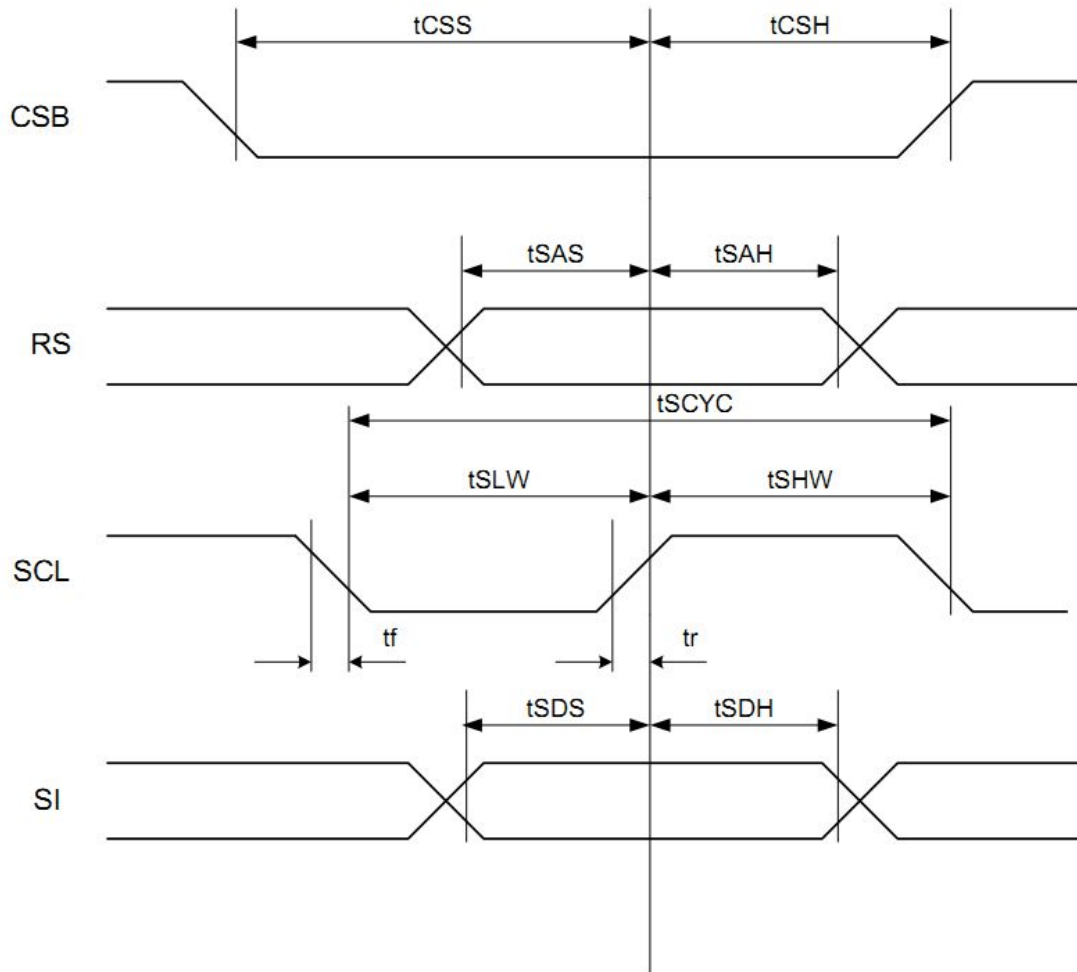 tCSS tCSH
CSB
tSAS tSAH
RS
tSCYC
tSLW tSHW
SCL
tf tr
tSDS tSDH
SI